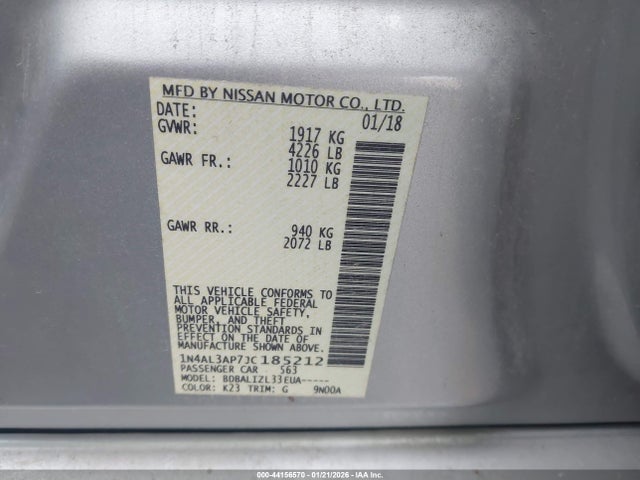 MFD BY NISSAN MOTOR CO., LTD.
DATE: 01/18
GVWR: 1917 KG
4226 LB
GAWR FR.: 1010 KG
2227 LB
GAWR RR.: 940 KG
2072 LB
THIS VEHICLE CONFORMS TO
ALL APPLICABLE FEDERAL
MOTOR VEHICLE SAFETY,
BUMPER, AND THEFT
PREVENTION STANDARDS IN
EFFECT ON THE DATE OF
MANUFACTURE SHOWN ABOVE.
1N4AL3AP7JC185212
PASSENGER CAR 563
MODEL: BDBALIZL33EUA-----
COLOR: K23 TRIM: G 9N00A
000-44156570 - 01/21/2026 - IAAI